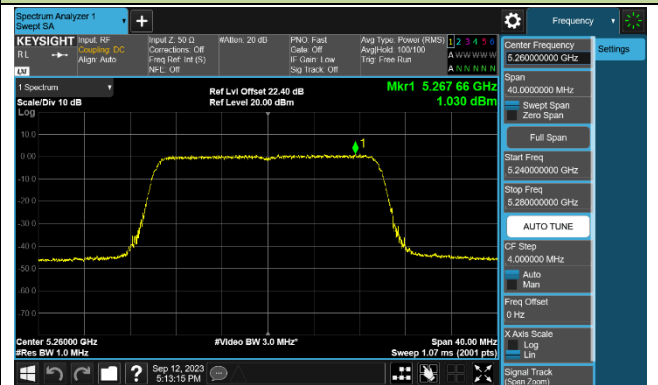 Spectrum Analyzer 1
Swept SA
+
Frequency
KEYSIGHT
RL
LXI
Input: RF
Coupling: DC
Align: Auto
Input Z: 50 Ω
Corrections: Off
Freq Ref: Int (S)
NFE: Off
#Atten: 20 dB
PNO: Fast
Gate: Off
IF Gain: Low
Sig Track: Off
Avg Type: Power (RMS)
Avg|Hold: 100/100
Trig: Free Run
1 2 3 4 5 6
A W W W W W
A N N N N N
1 Spectrum
Scale/Div 10 dB
Log
Ref Lvl Offset 22.40 dB
Ref Level 20.00 dBm
Mkr1 5.267 66 GHz
1.030 dBm
10.0
0.00
-10.0
-20.0
-30.0
-40.0
-50.0
-60.0
-70.0
1
Center 5.26000 GHz
#Res BW 1.0 MHz
#Video BW 3.0 MHz*
Span 40.00 MHz
Sweep 1.07 ms (2001 pts)
Sep 12, 2023
5:13:15 PM
Center Frequency
5.260000000 GHz
Settings
Span
40.0000000 MHz
Swept Span
Zero Span
Full Span
Start Freq
5.240000000 GHz
Stop Freq
5.280000000 GHz
AUTO TUNE
CF Step
4.000000 MHz
Auto
Man
Freq Offset
0 Hz
X Axis Scale
Log
Lin
Signal Track
(Span Zoom)